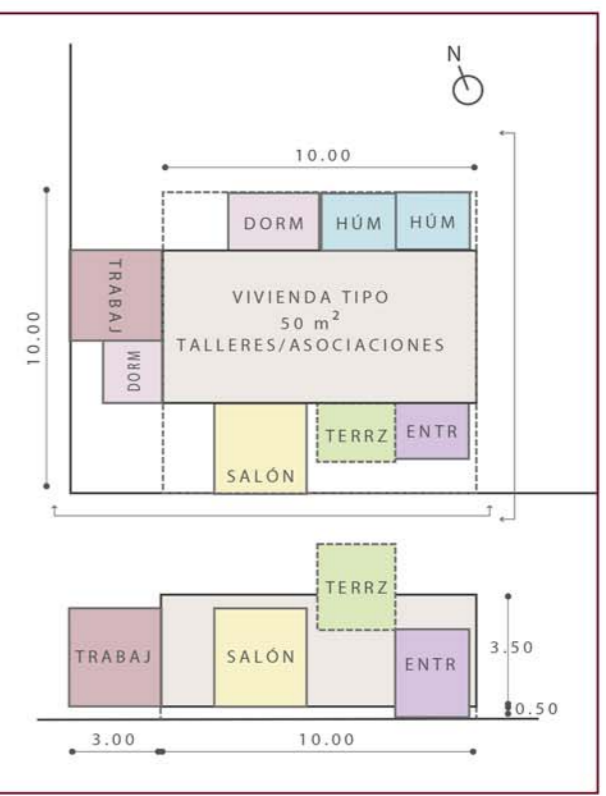 N
10.00
DORM
HÚM
HÚM
TRABAJ
VIVIENDA TIPO
50 m²
TALLERES/ASOCIACIONES
10.00
DORM
TERRZ
ENTR
SALÓN
TERRZ
TRABAJ
SALÓN
ENTR
3.50
0.50
3.00
10.00